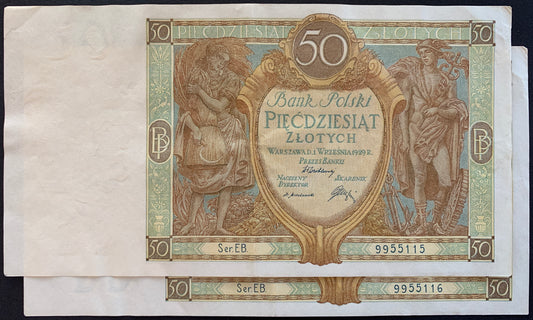 50 PIĘĆDZIESIĄT 50 ZŁOTYCH 50
Bank Polski
PIĘĆDZIESIĄT
ZŁOTYCH
WARSZAWA D. 1 WRZEŚNIA 1929 R.
PREZES BANKU
NACZELNY SKARBNIK
DYREKTOR
BP BP
50 Ser. EB. 9955115 50
50 Ser. EB. 9955116 50